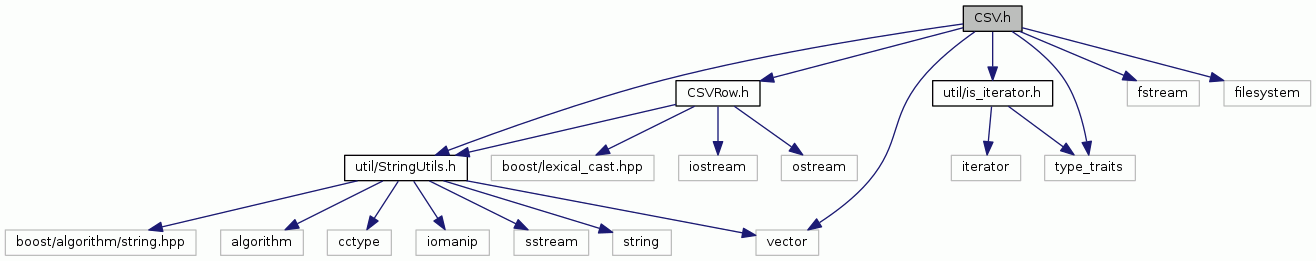 CSV.h
CSVRow.h
util/is_iterator.h
fstream
filesystem
util/StringUtils.h
boost/lexical_cast.hpp
iostream
ostream
iterator
type_traits
boost/algorithm/string.hpp
algorithm
cctype
iomanip
sstream
string
vector